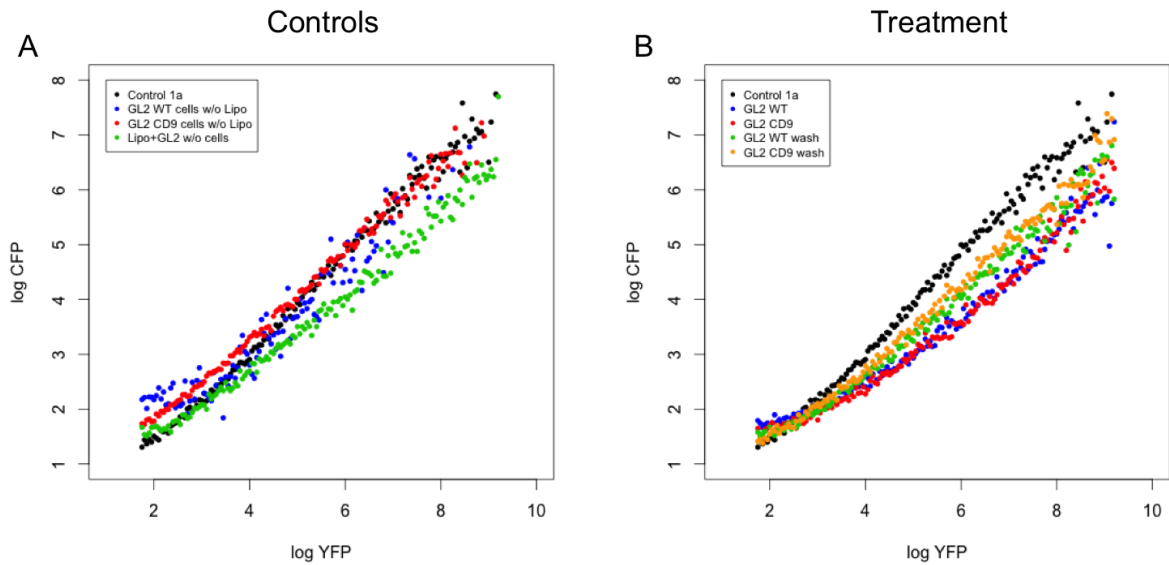 Controls
Treatment
A
B
8
7
6
5
4
3
2
1
log CFP
Control 1a
GL2 WT cells w/o Lipo
GL2 CD9 cells w/o Lipo
Lipo+GL2 w/o cells
2
4
6
8
10
log YFP
8
7
6
5
4
3
2
1
log CFP
Control 1a
GL2 WT
GL2 CD9
GL2 WT wash
GL2 CD9 wash
2
4
6
8
10
log YFP